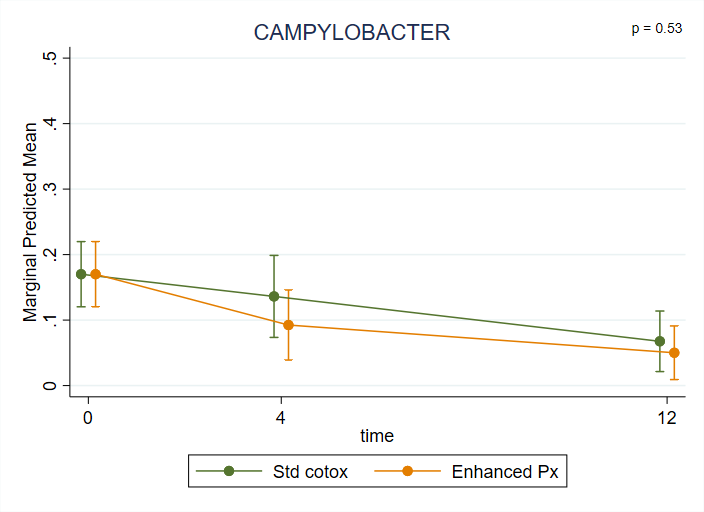 CAMPYLOBACTER
p = 0.53
Marginal Predicted Mean
.5
.4
.3
.2
.1
0
0 4 12
time
Std cotox Enhanced Px